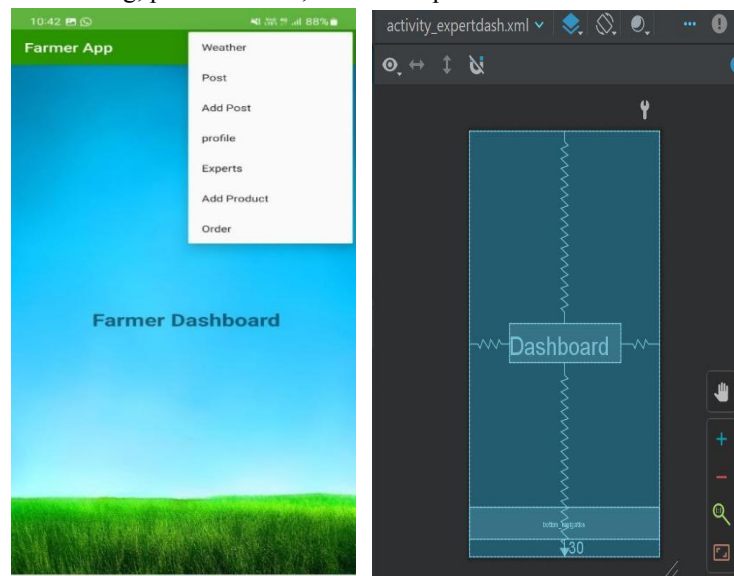 10:42
88%
Farmer App
Weather
Post
Add Post
profile
Experts
Add Product
Order
Farmer Dashboard
activity_expertdash.xml
Dashboard
30